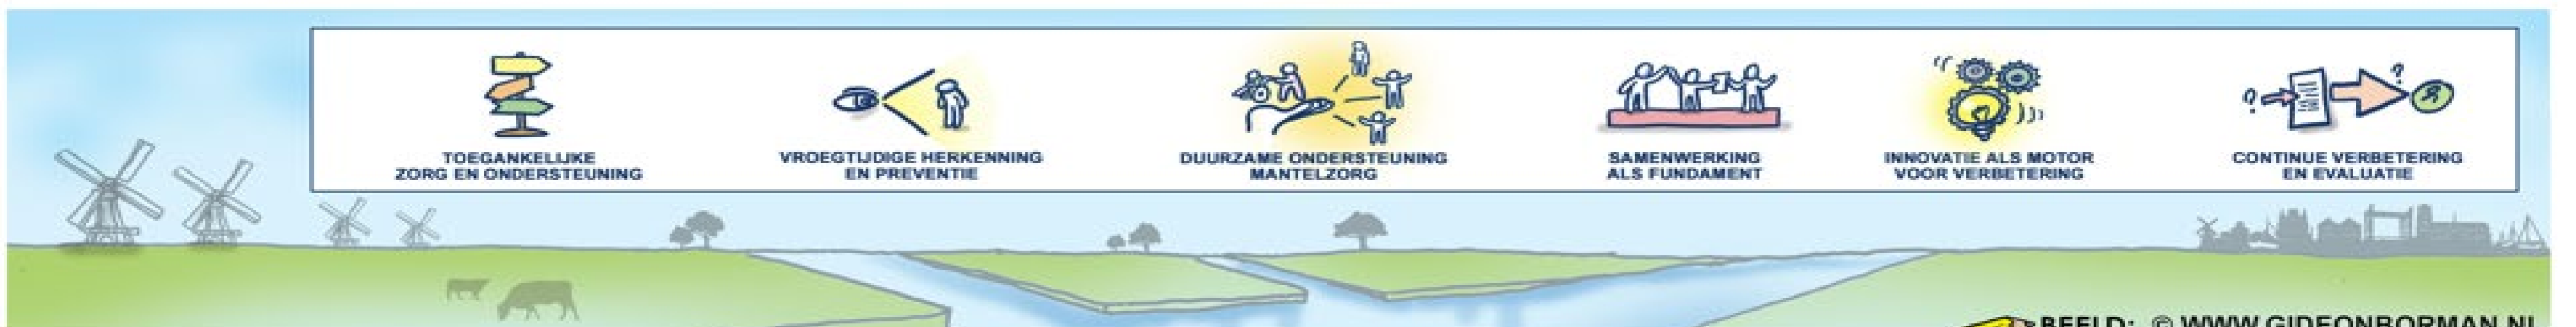 TOEGANKELIJKE
ZORG EN ONDERSTEUNING
VROEGTIJDIGE HERKENNING
EN PREVENTIE
DUURZAME ONDERSTEUNING
MANTELZORG
SAMENWERKING
ALS FUNDAMENT
INNOVATIE ALS MOTOR
VOOR VERBETERING
? ?
CONTINUE VERBETERING
EN EVALUATIE
BEELD: © WWW.GIDEONBORMAN.NL